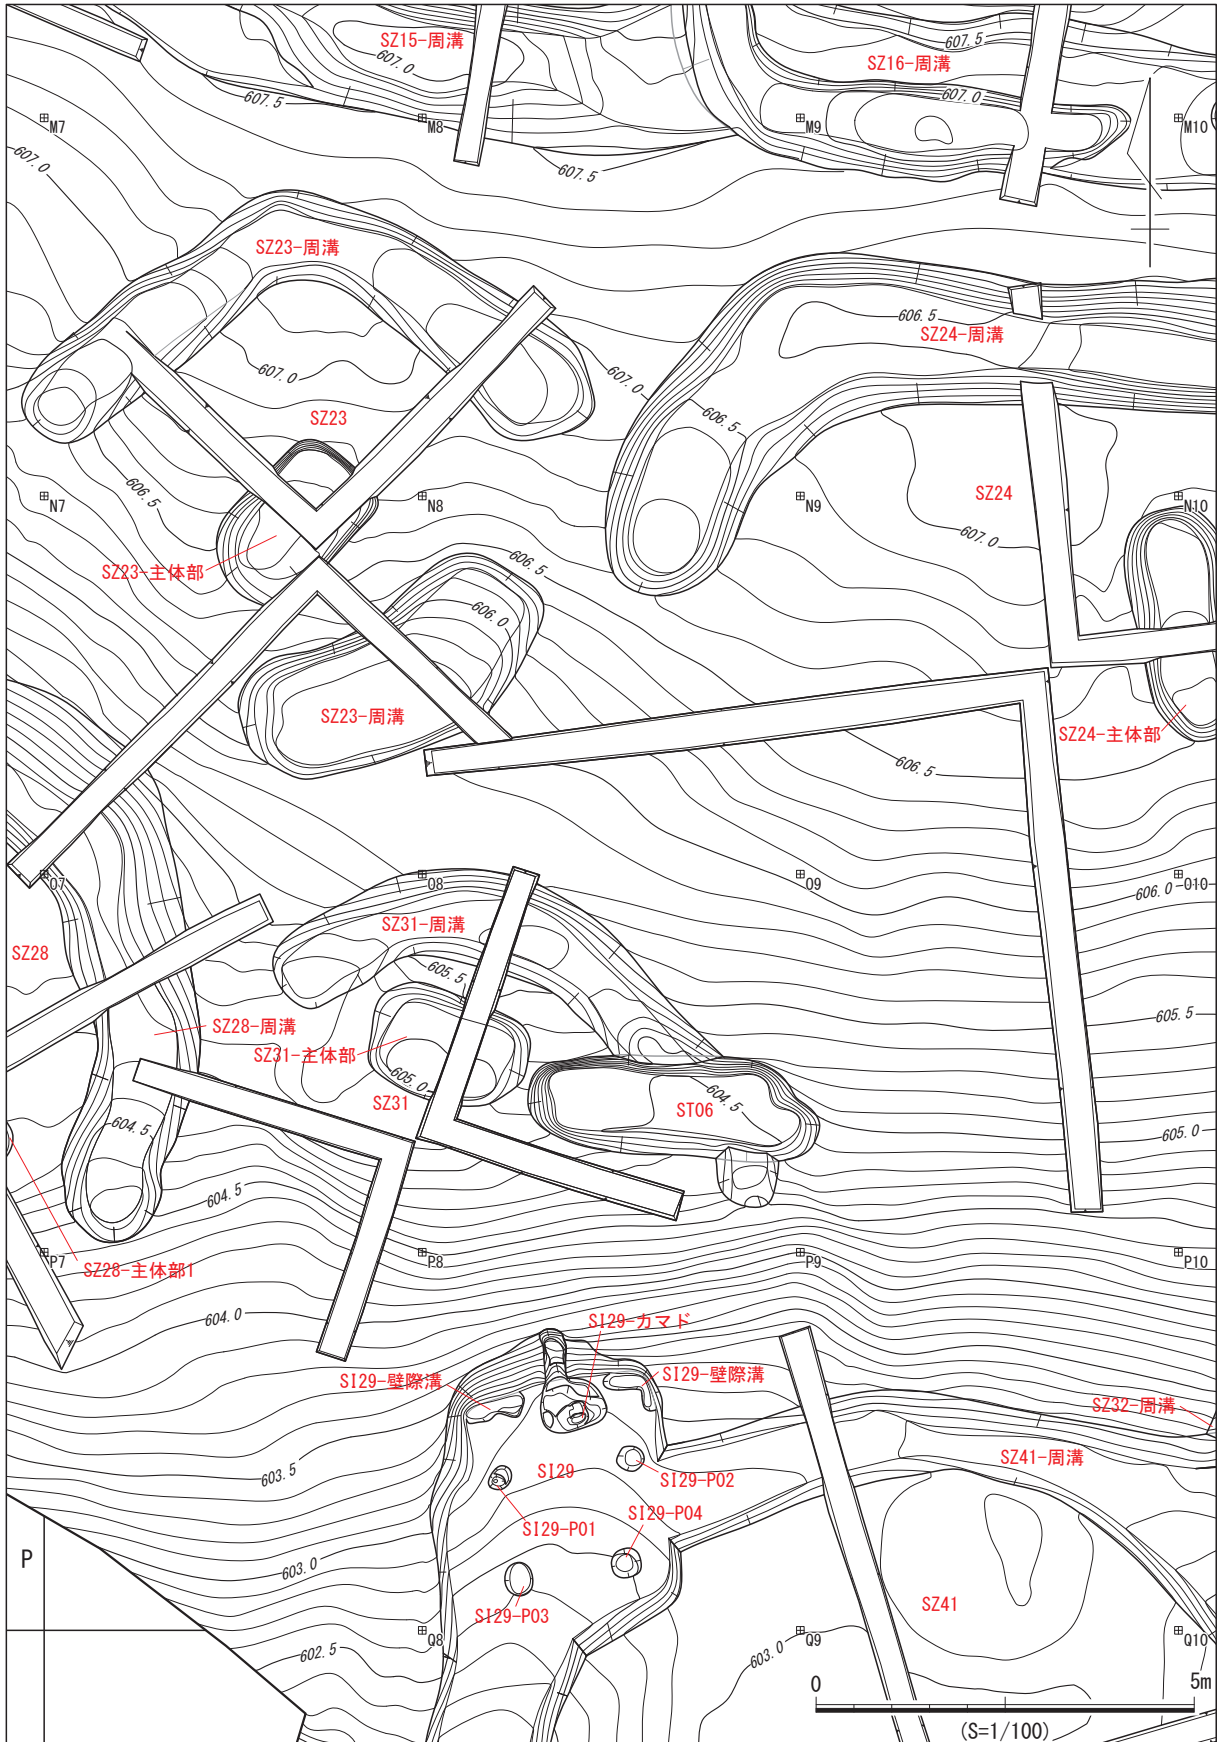 SZ15-周溝
607.0
607.5
SZ16-周溝
607.0
607.5
M7
M8
M9
M10
607.0
607.5
SZ23-周溝
606.5
SZ24-周溝
607.0
607.0
SZ23
606.5
606.5
SZ24
N7
N8
N9
N10
607.0
SZ23-主体部
606.5
606.0
SZ23-周溝
SZ24-主体部
606.5
O7
O8
O9
606.0
O10
SZ31-周溝
SZ28
605.5
605.5
SZ28-周溝
SZ31-主体部
605.0
SZ31
604.5
ST06
604.5
605.0
604.5
P7
P8
P9
P10
SZ28-主体部1
604.0
SI29-カマド
SI29-壁際溝
SI29-壁際溝
SZ32-周溝
SZ41-周溝
603.5
SI29
SI29-P02
SI29-P01
SI29-P04
P
603.0
SI29-P03
SZ41
602.5
Q8
603.0
Q9
Q10
0
5m
(S=1/100)